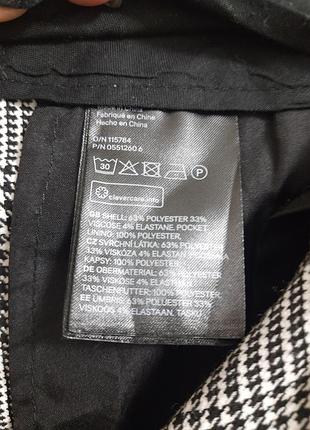 Fabriqué en Chine
Hecho en China
O/N 115784
P/N 0551260 6
30
P
clevercare.info
GB SHELL: 63% POLYESTER 33%
VISCOSE 4% ELASTANE. POCKET
LINING: 100% POLYESTER.
CZ SVRCHNÍ LÁTKA: 63% POLYESTER
33% VISKÓZA 4% ELASTAN.
KAPSY: 100% POLYESTER.
DE OBERMATERIAL: 63% POLYESTER
33% VISKOSE 4% ELASTHAN.
TASCHENFUTTER: 100% POLYESTER.
EE ÜMBRIS: 63% POLÜESTER 33%
VISKOOS 4% ELASTAAN. TASKU